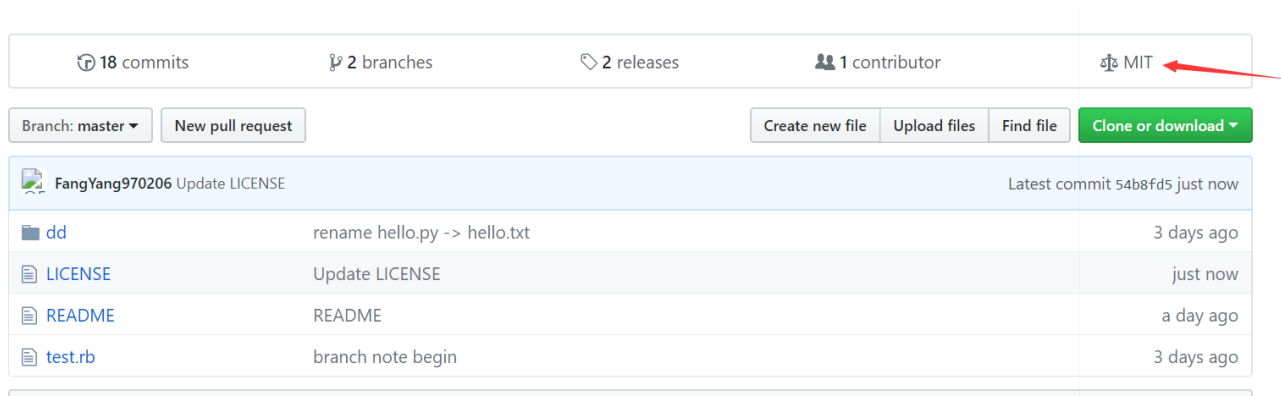 18 commits 2 branches 2 releases 1 contributor MIT
Branch: master New pull request Create new file Upload files Find file Clone or download
FangYang970206 Update LICENSE Latest commit 54b8fd5 just now
dd rename hello.py -> hello.txt 3 days ago
LICENSE Update LICENSE just now
README README a day ago
test.rb branch note begin 3 days ago